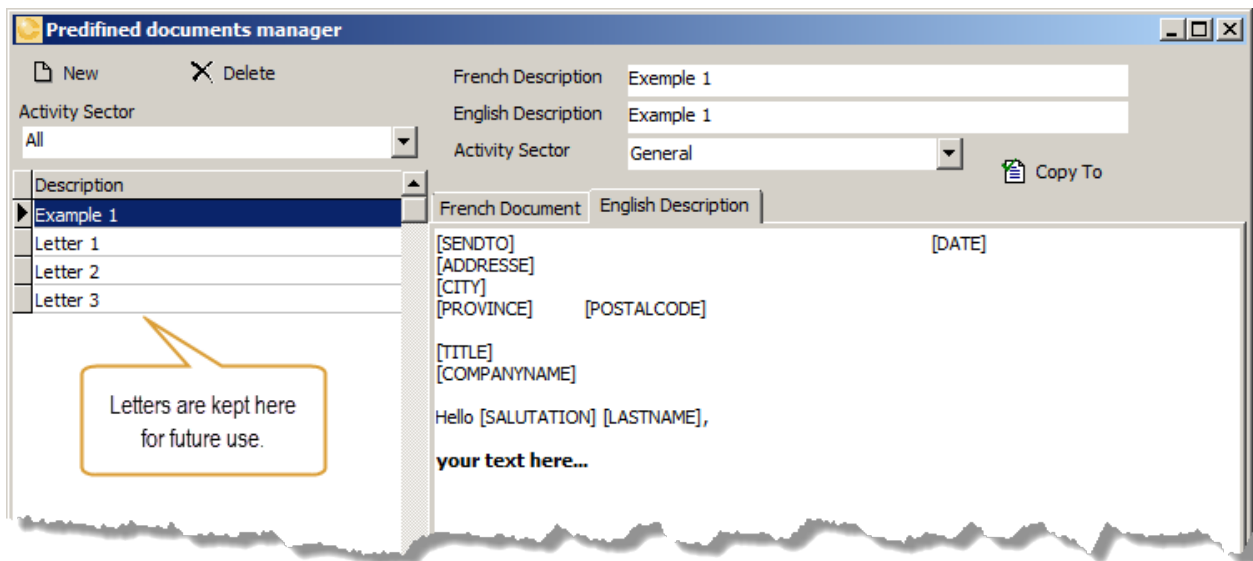 Predifined documents manager
New Delete
Activity Sector
All
Description
Example 1
Letter 1
Letter 2
Letter 3
Letters are kept here
for future use.
French Description Exemple 1
English Description Example 1
Activity Sector General
Copy To
French Document English Description
[SENDTO] [DATE]
[ADDRESSE]
[CITY]
[PROVINCE] [POSTALCODE]
[TITLE]
[COMPANYNAME]
Hello [SALUTATION] [LASTNAME],
your text here...